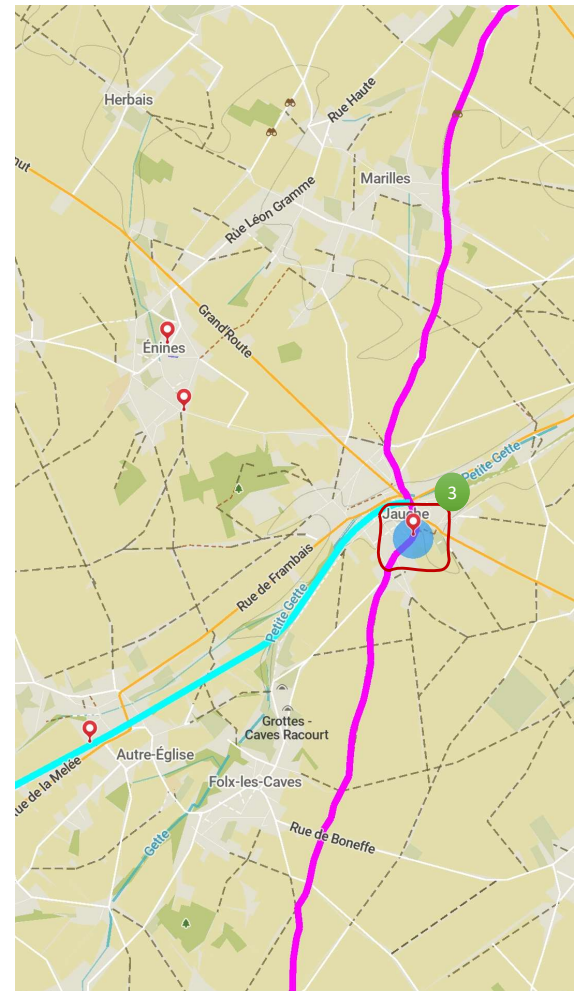 Herbais
Rue Haute
nut
Marilles
Rue Léon Gramme
Grand'Route
Énines
Petite Gette
3
Jauche
Rue de Frambais
Petite Gette
Grottes -
Caves Racourt
Autre-Église
Rue de la Melée
Folx-les-Caves
Rue de Boneffe
Gette